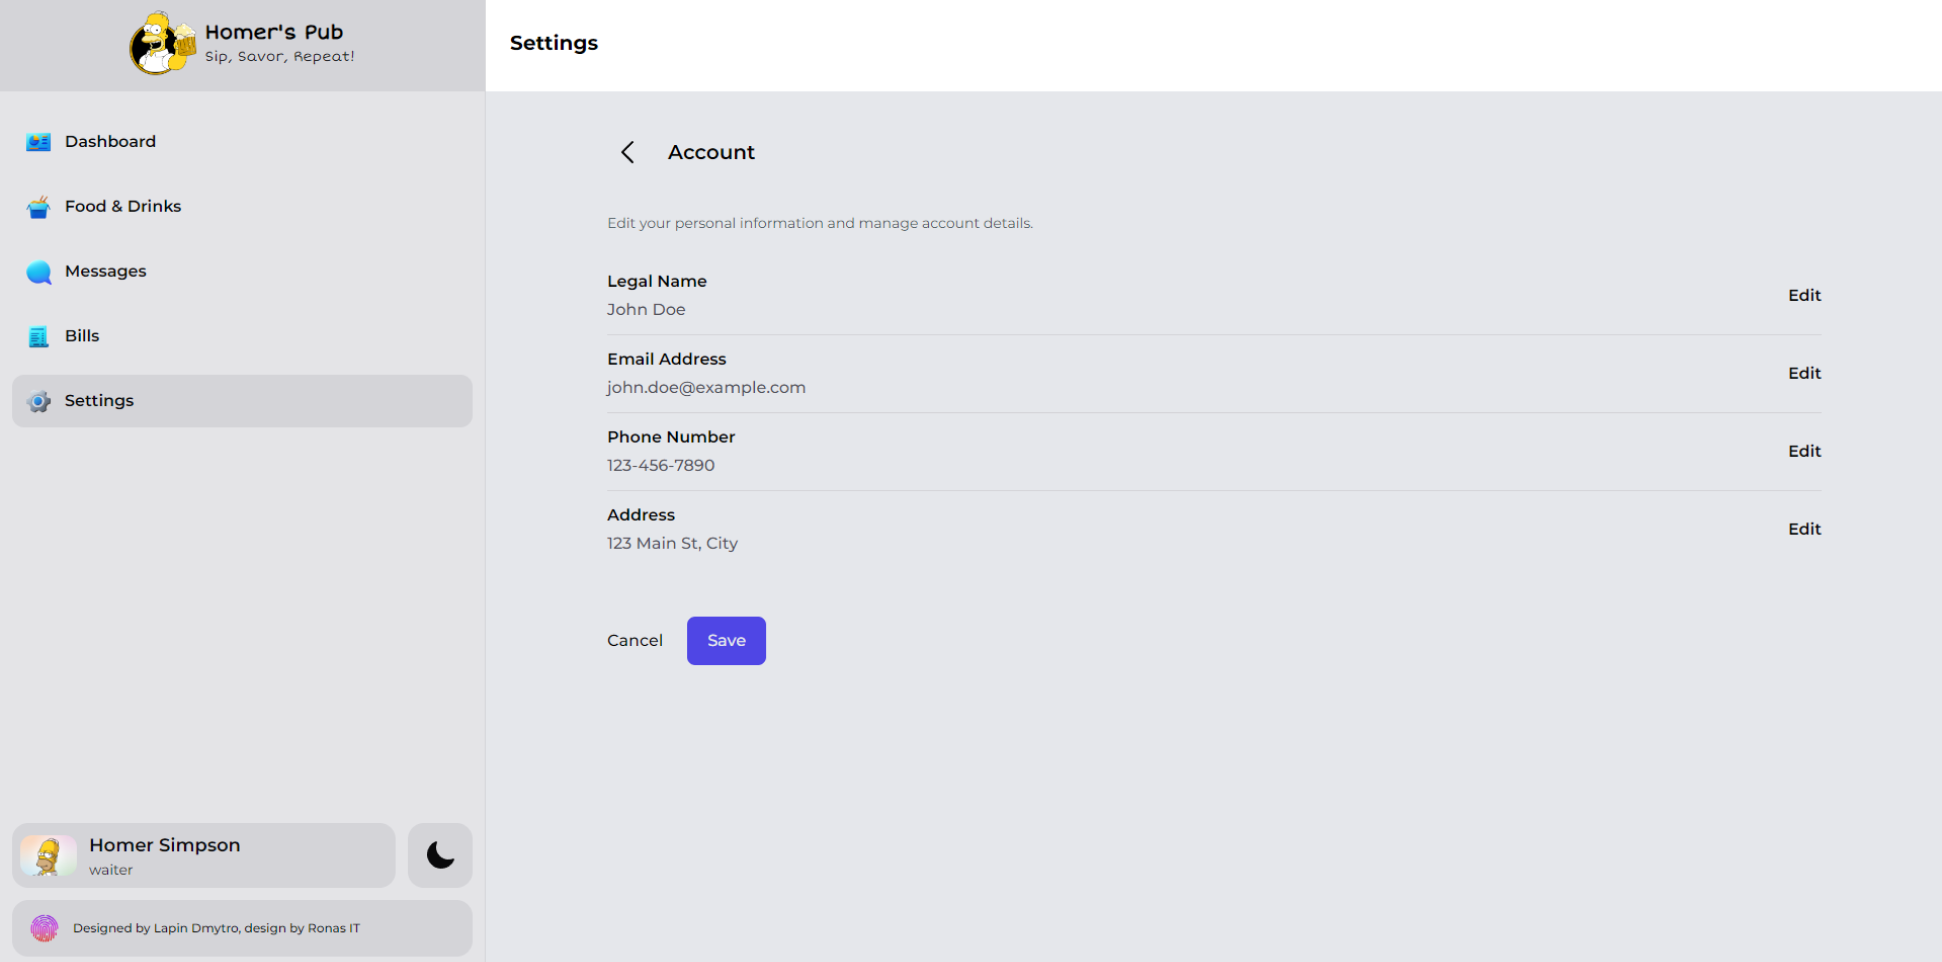 Homer's Pub
Sip, Savor, Repeat!
Dashboard
Food & Drinks
Messages
Bills
Settings
Homer Simpson
waiter
Designed by Lapin Dmytro, design by Ronas IT
Settings
Account
Edit your personal information and manage account details.
Legal Name
John Doe
Edit
Email Address
john.doe@example.com
Edit
Phone Number
123-456-7890
Edit
Address
123 Main St, City
Edit
Cancel
Save